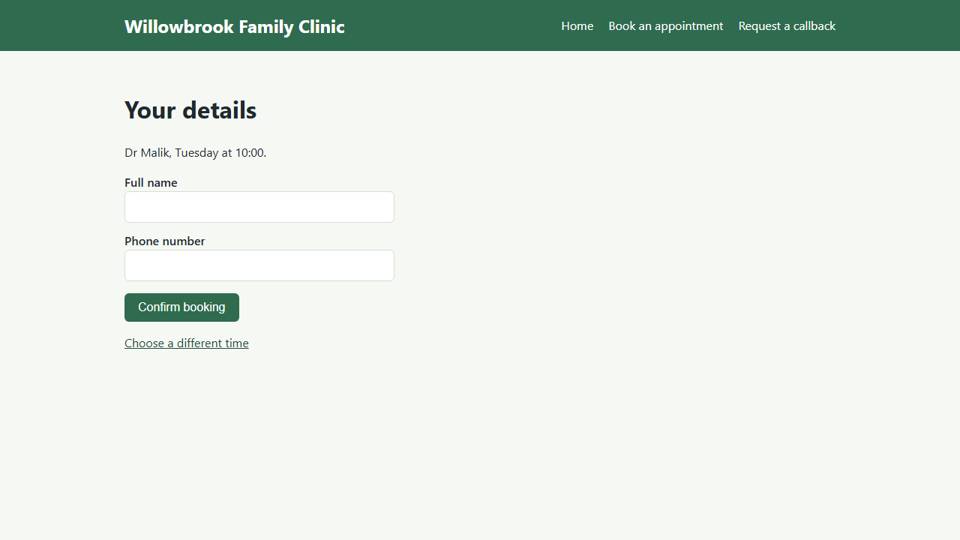 Willowbrook Family Clinic
Home Book an appointment Request a callback
Your details
Dr Malik, Tuesday at 10:00.
Full name
Phone number
Confirm booking
Choose a different time